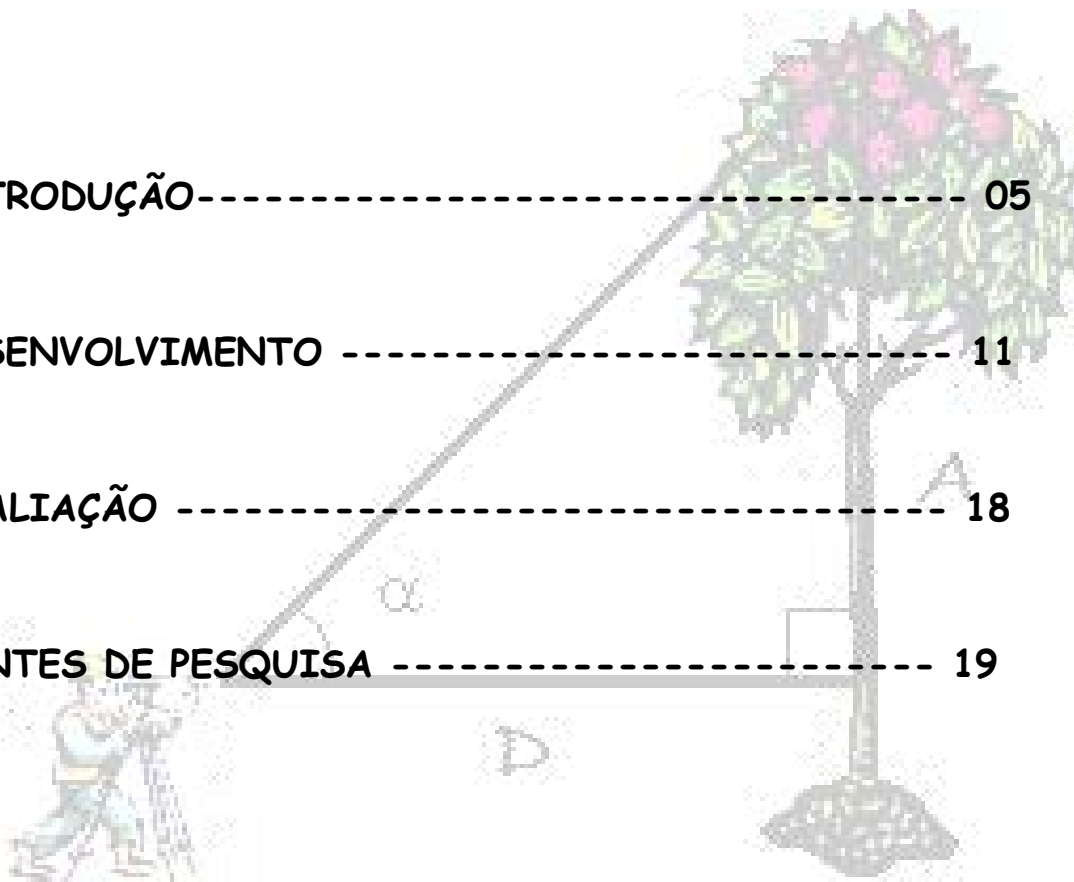 TRODUÇÃO--------------------------------- 05
SENVOLVIMENTO -------------------------- 11
A
ALIAÇÃO --------------------------------- 18
α
NTES DE PESQUISA ----------------------- 19
D